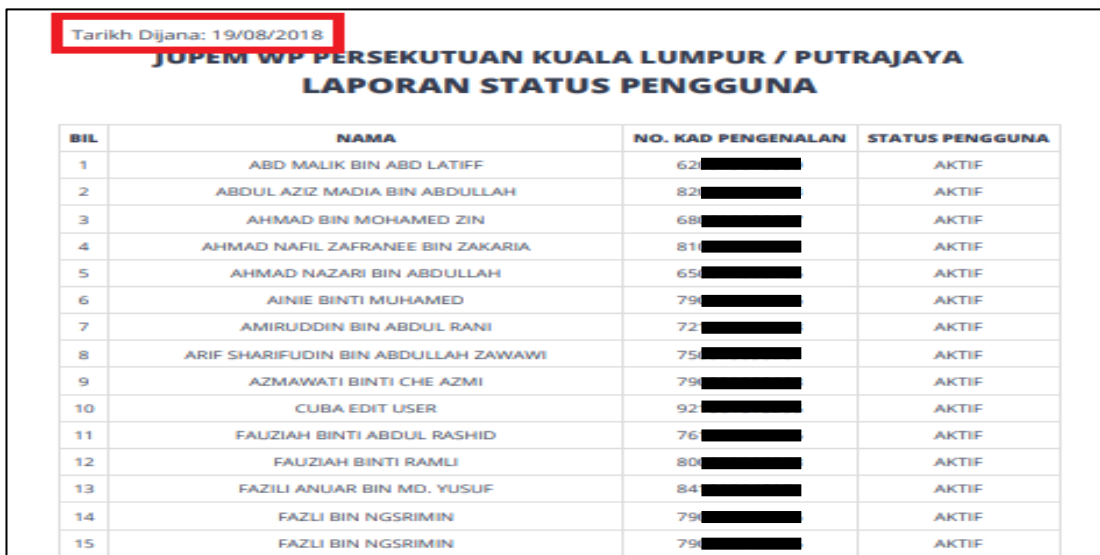 Tarikh Dijana: 19/08/2018
JUPEM WP PERSEKUTUAN KUALA LUMPUR / PUTRAJAYA
LAPORAN STATUS PENGGUNA
BIL NAMA NO. KAD PENGENALAN STATUS PENGGUNA
1 ABD MALIK BIN ABD LATIFF 62 AKTIF
2 ABDUL AZIZ MADIA BIN ABDULLAH 82 AKTIF
3 AHMAD BIN MOHAMED ZIN 68 AKTIF
4 AHMAD NAFIL ZAFRANEE BIN ZAKARIA 81 AKTIF
5 AHMAD NAZARI BIN ABDULLAH 65 AKTIF
6 AINIE BINTI MUHAMED 79 AKTIF
7 AMIRUDDIN BIN ABDUL RANI 72 AKTIF
8 ARIF SHARIFUDIN BIN ABDULLAH ZAWAWI 75 AKTIF
9 AZMAWATI BINTI CHE AZMI 79 AKTIF
10 CUBA EDIT USER 92 AKTIF
11 FAUZIAH BINTI ABDUL RASHID 76 AKTIF
12 FAUZIAH BINTI RAMLI 80 AKTIF
13 FAZILI ANUAR BIN MD. YUSUF 84 AKTIF
14 FAZLI BIN NGSRIMIN 79 AKTIF
15 FAZLI BIN NGSRIMIN 79 AKTIF